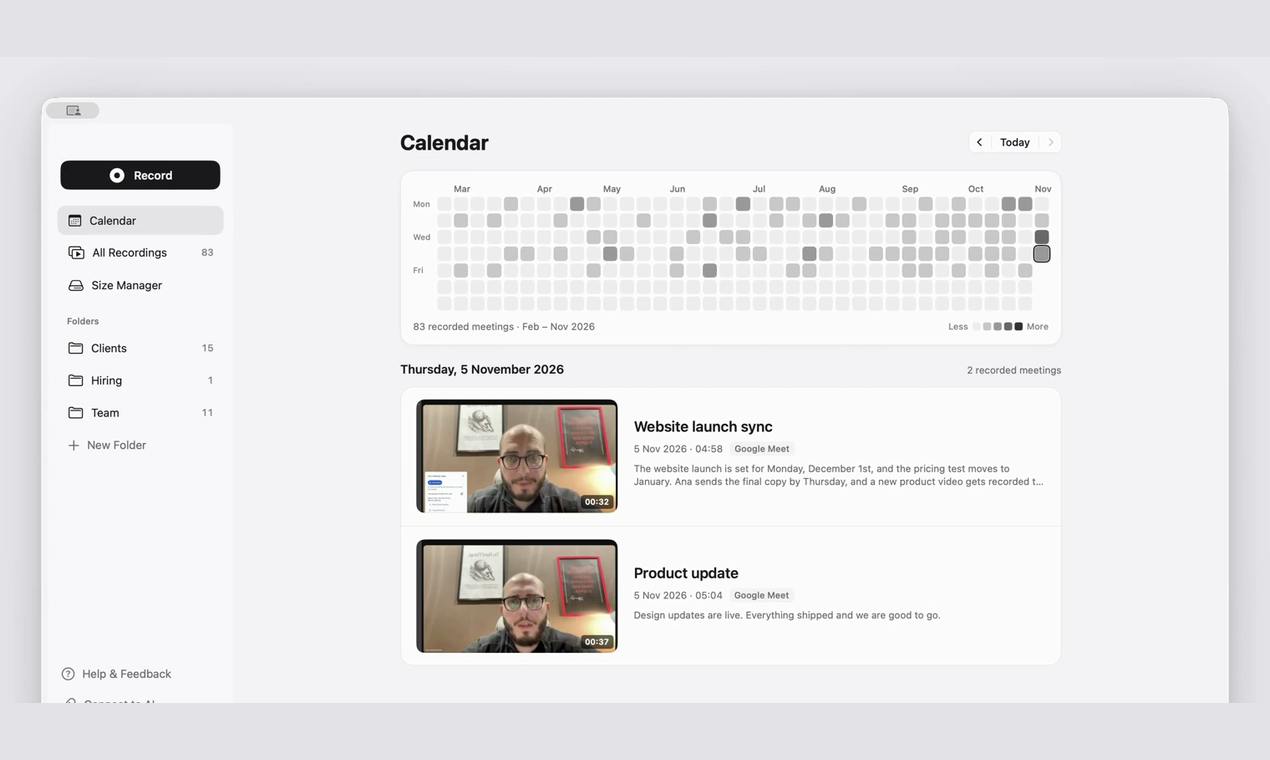 Record
Calendar
All Recordings 83
Size Manager
Folders
Clients 15
Hiring 1
Team 11
New Folder
Help & Feedback
Calendar
Today
Mar Apr May Jun Jul Aug Sep Oct Nov
Mon
Wed
Fri
83 recorded meetings · Feb – Nov 2026
Less More
Thursday, 5 November 2026
2 recorded meetings
00:32
Website launch sync
5 Nov 2026 · 04:58 Google Meet
The website launch is set for Monday, December 1st, and the pricing test moves to
January. Ana sends the final copy by Thursday, and a new product video gets recorded t...
00:37
Product update
5 Nov 2026 · 05:04 Google Meet
Design updates are live. Everything shipped and we are good to go.